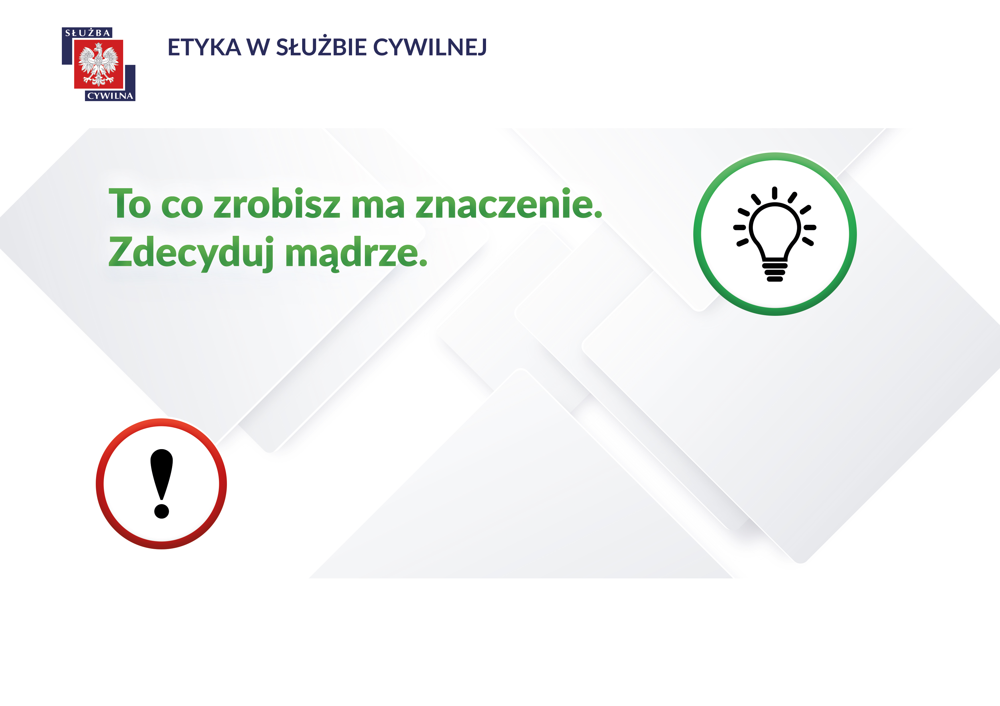 SŁUŻBA
CYWILNA
ETYKA W SŁUŻBIE CYWILNEJ
To co zrobisz ma znaczenie.
Zdecyduj mądrze.
!